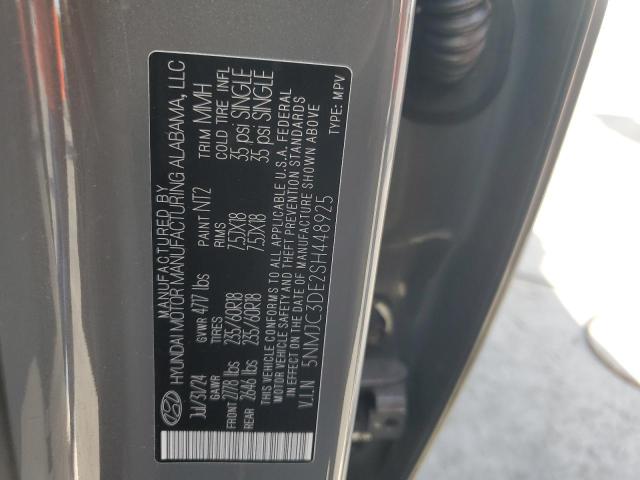 MANUFACTURED BY
HYUNDAI MOTOR MANUFACTURING ALABAMA, LLC
JU/31/24 GVWR 4717 lbs PAINT NT2 TRIM MMH
GAWR TIRES RIMS COLD TIRE INFL
FRONT 2778 lbs 235/60R18 7.5JX18 35 psi SINGLE
REAR 2646 lbs 235/60R18 7.5JX18 35 psi SINGLE
THIS VEHICLE CONFORMS TO ALL APPLICABLE U.S.A. FEDERAL
MOTOR VEHICLE SAFETY AND THEFT PREVENTION STANDARDS
IN EFFECT ON THE DATE OF MANUFACTURE SHOWN ABOVE
V.I.N 5NMJC3DE2SH448925 TYPE: MPV